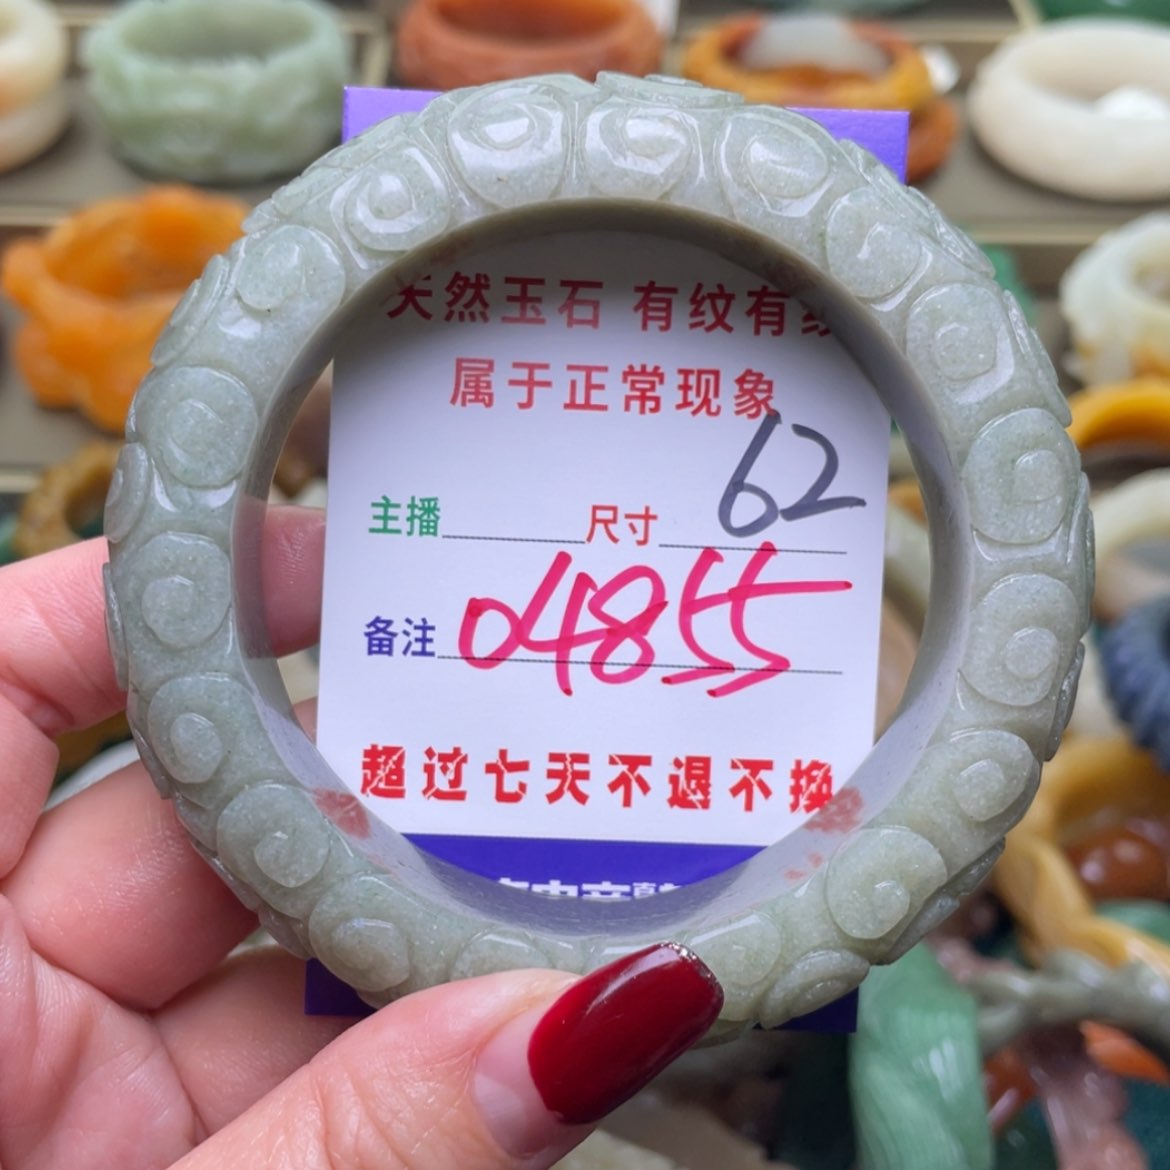 天然玉石 有纹有
属于正常现象
主播 尺寸 62
备注 04855
超过七天不退不换